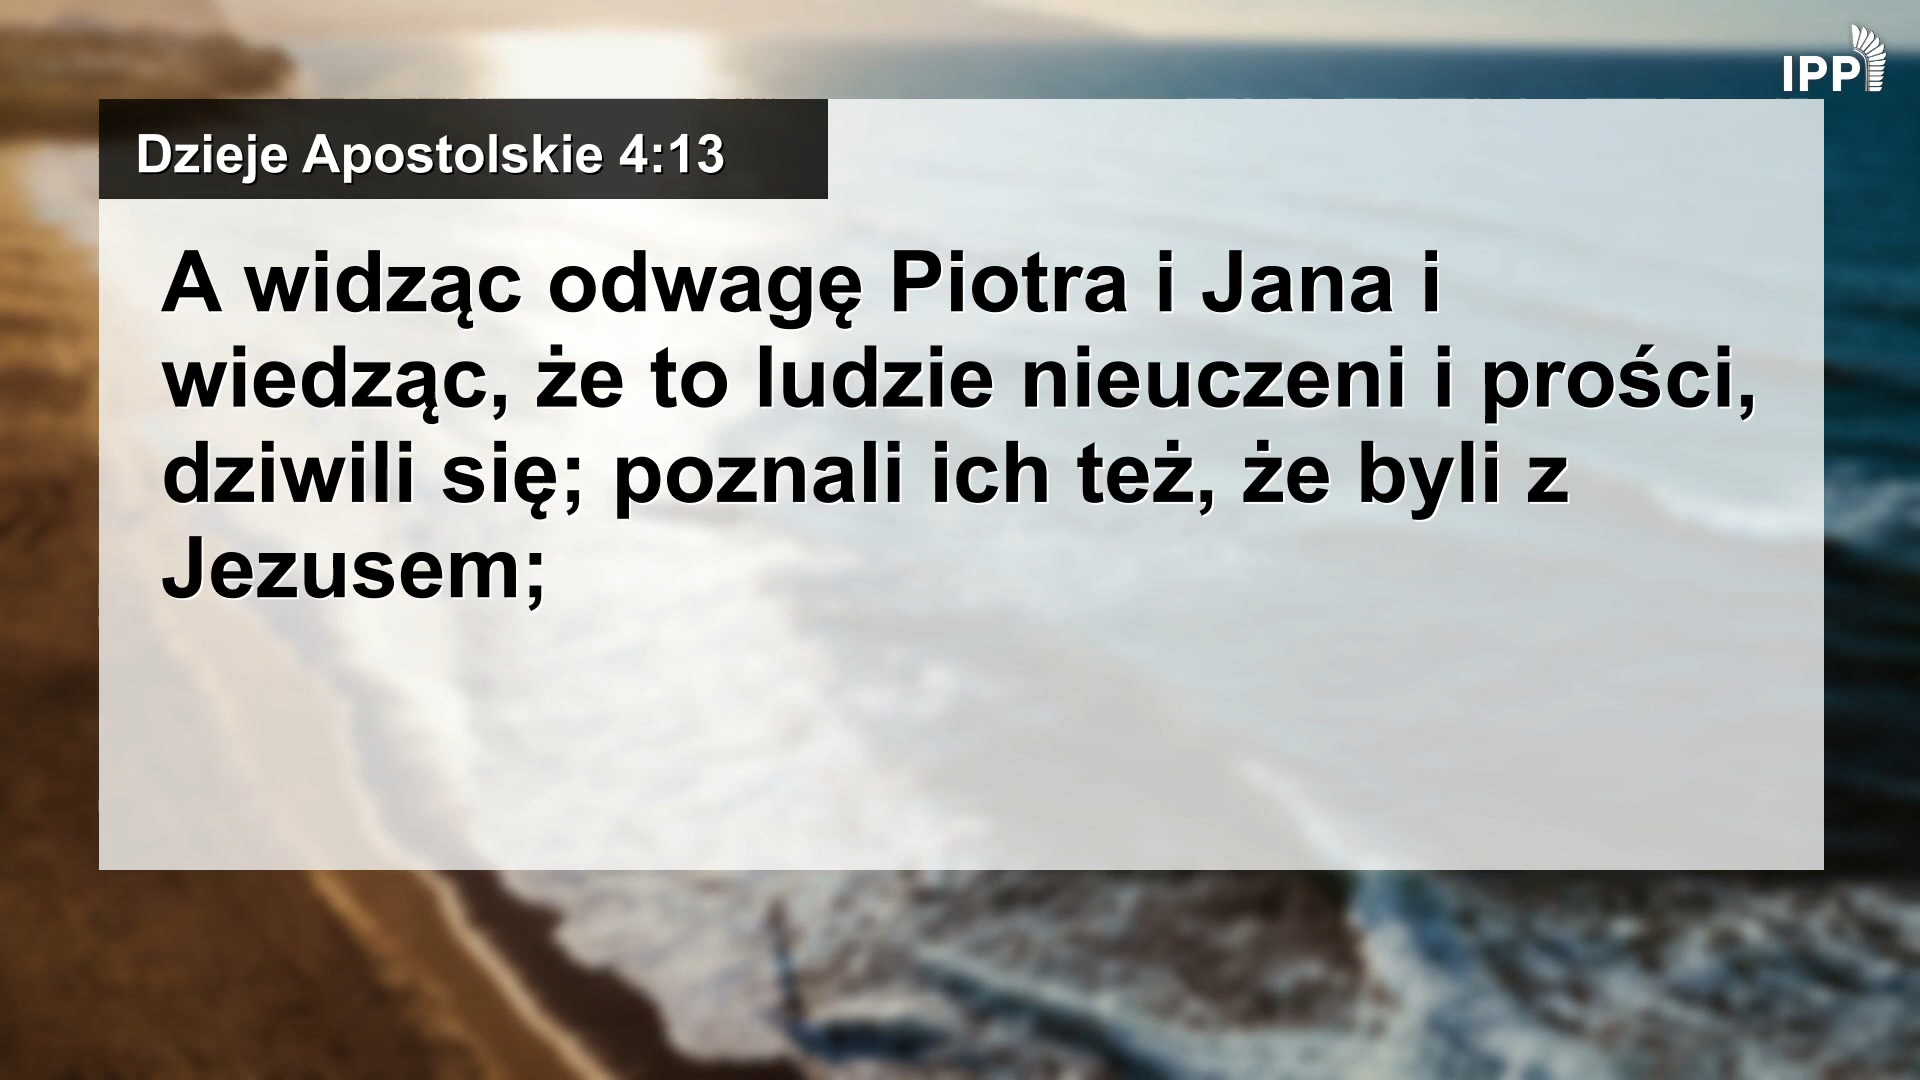 IPP
Dzieje Apostolskie 4:13
A widząc odwagę Piotra i Jana i
wiedząc, że to ludzie nieuczeni i prości,
dziwili się; poznali ich też, że byli z
Jezusem;